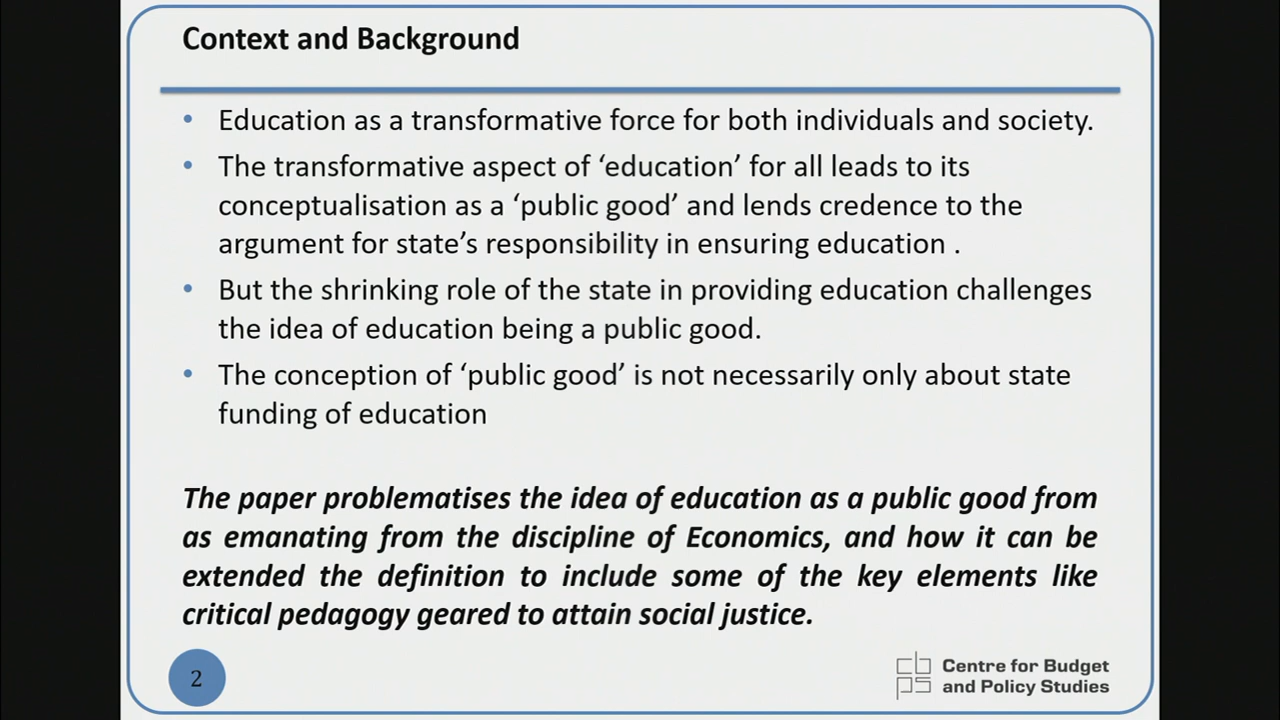 Context and Background
• Education as a transformative force for both individuals and society.
• The transformative aspect of ‘education’ for all leads to its
conceptualisation as a ‘public good’ and lends credence to the
argument for state’s responsibility in ensuring education .
• But the shrinking role of the state in providing education challenges
the idea of education being a public good.
• The conception of ‘public good’ is not necessarily only about state
funding of education
The paper problematises the idea of education as a public good from
as emanating from the discipline of Economics, and how it can be
extended the definition to include some of the key elements like
critical pedagogy geared to attain social justice.
2
cb
ps
Centre for Budget
and Policy Studies